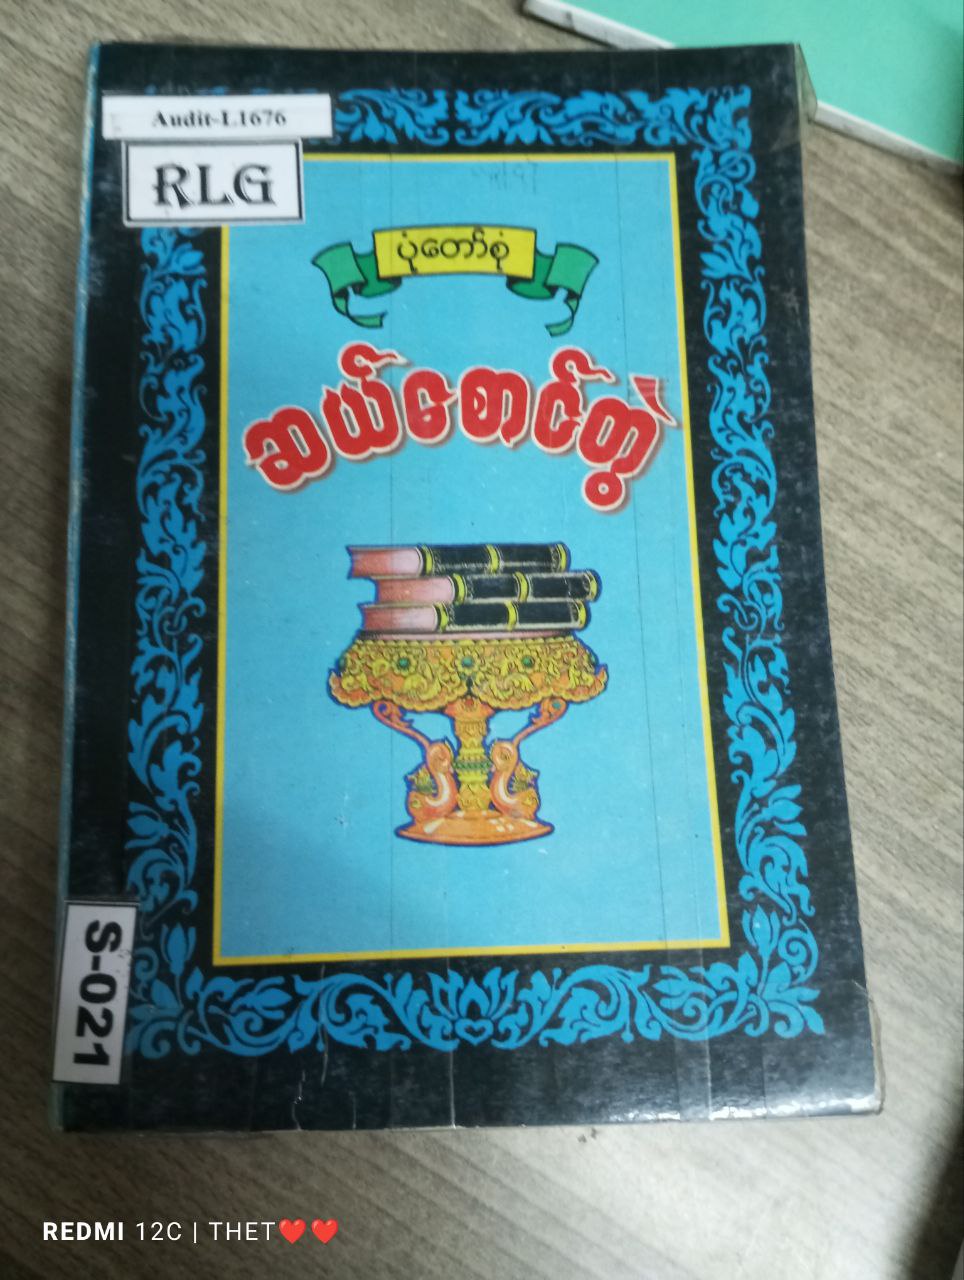 Audit-L1676
RLG
ပုံတော်စုံ
ဆယ်စောင်တွဲ
S-021
REDMI 12C | THET❤️❤️